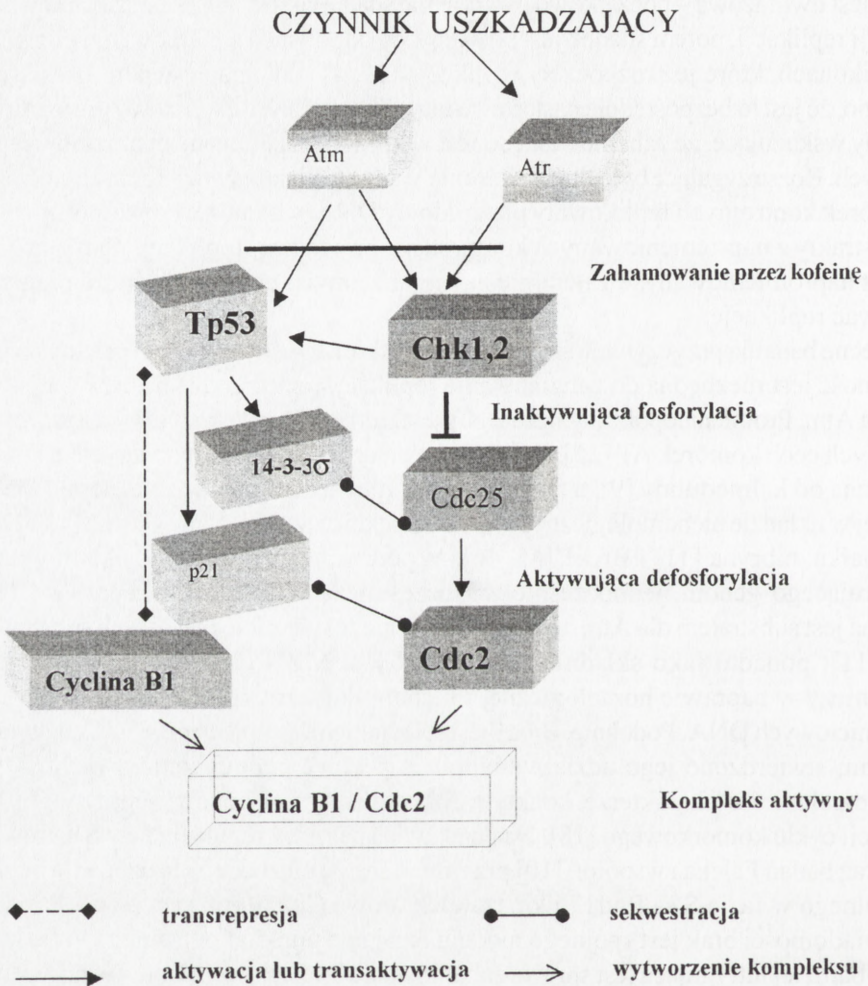 CZYNNIK USZKADZAJĄCY
Atm
Atr
Zahamowanie przez kofeinę
Tp53
Chk1,2
Inaktywująca fosforylacja
14-3-3σ
Cdc25
p21
Aktywująca defosforylacja
Cyclina B1
Cdc2
Cyclina B1 / Cdc2
Kompleks aktywny
transrepresja
sekwestracja
aktywacja lub transaktywacja
wytworzenie kompleksu